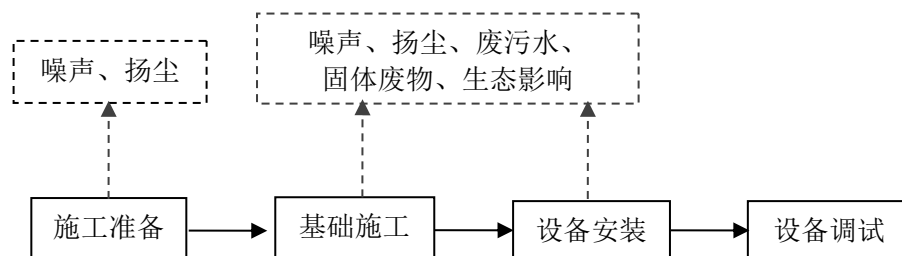 噪声、扬尘
噪声、扬尘、废污水、
固体废物、生态影响
施工准备
基础施工
设备安装
设备调试